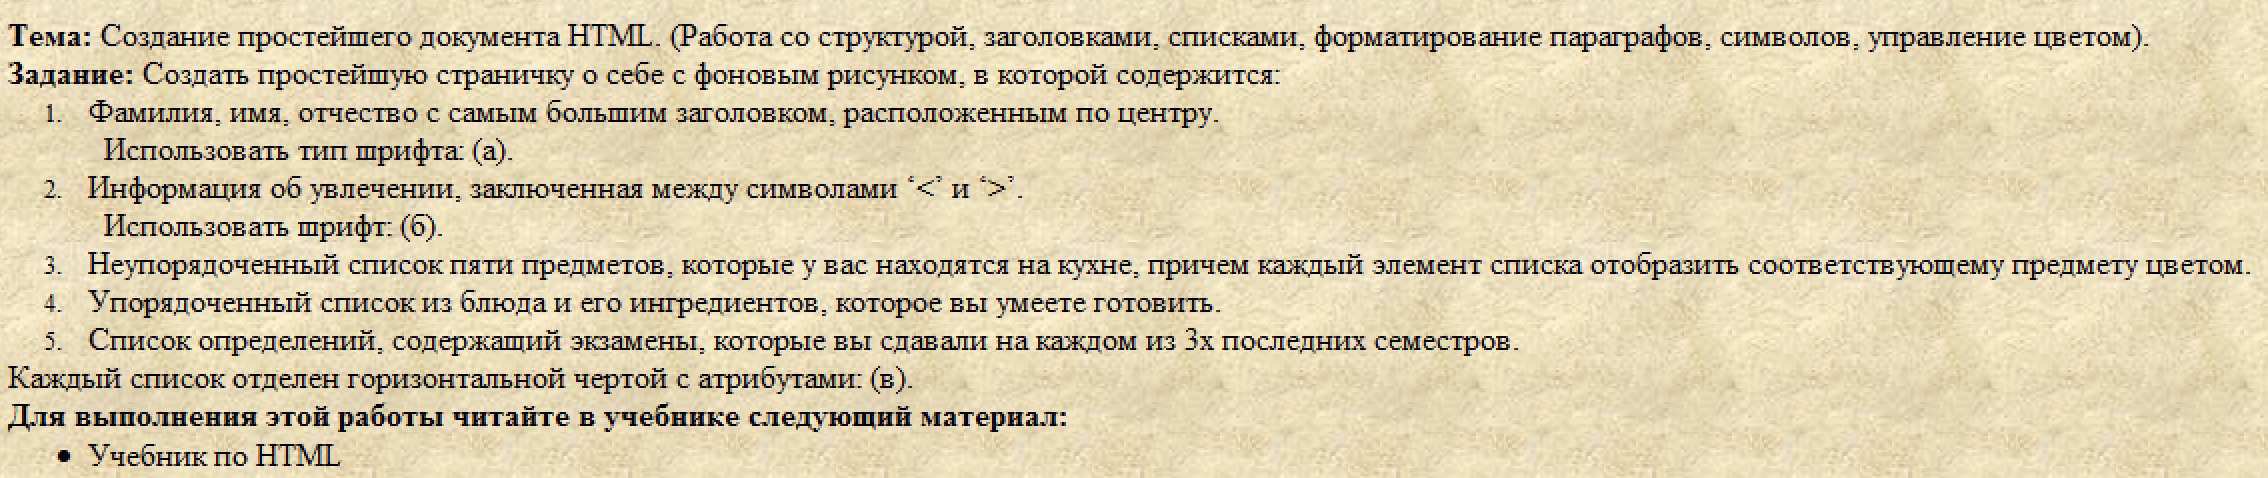 Тема: Создание простейшего документа HTML. (Работа со структурой, заголовками, списками, форматирование параграфов, символов, управление цветом).
Задание: Создать простейшую страничку о себе с фоновым рисунком, в которой содержится:
1. Фамилия, имя, отчество с самым большим заголовком, расположенным по центру.
Использовать тип шрифта: (а).
2. Информация об увлечении, заключенная между символами ‘<’ и ‘>’.
Использовать шрифт: (б).
3. Неупорядоченный список пяти предметов, которые у вас находятся на кухне, причем каждый элемент списка отобразить соответствующему предмету цветом.
4. Упорядоченный список из блюда и его ингредиентов, которое вы умеете готовить.
5. Список определений, содержащий экзамены, которые вы сдавали на каждом из 3х последних семестров.
Каждый список отделен горизонтальной чертой с атрибутами: (в).
Для выполнения этой работы читайте в учебнике следующий материал:
• Учебник по HTML